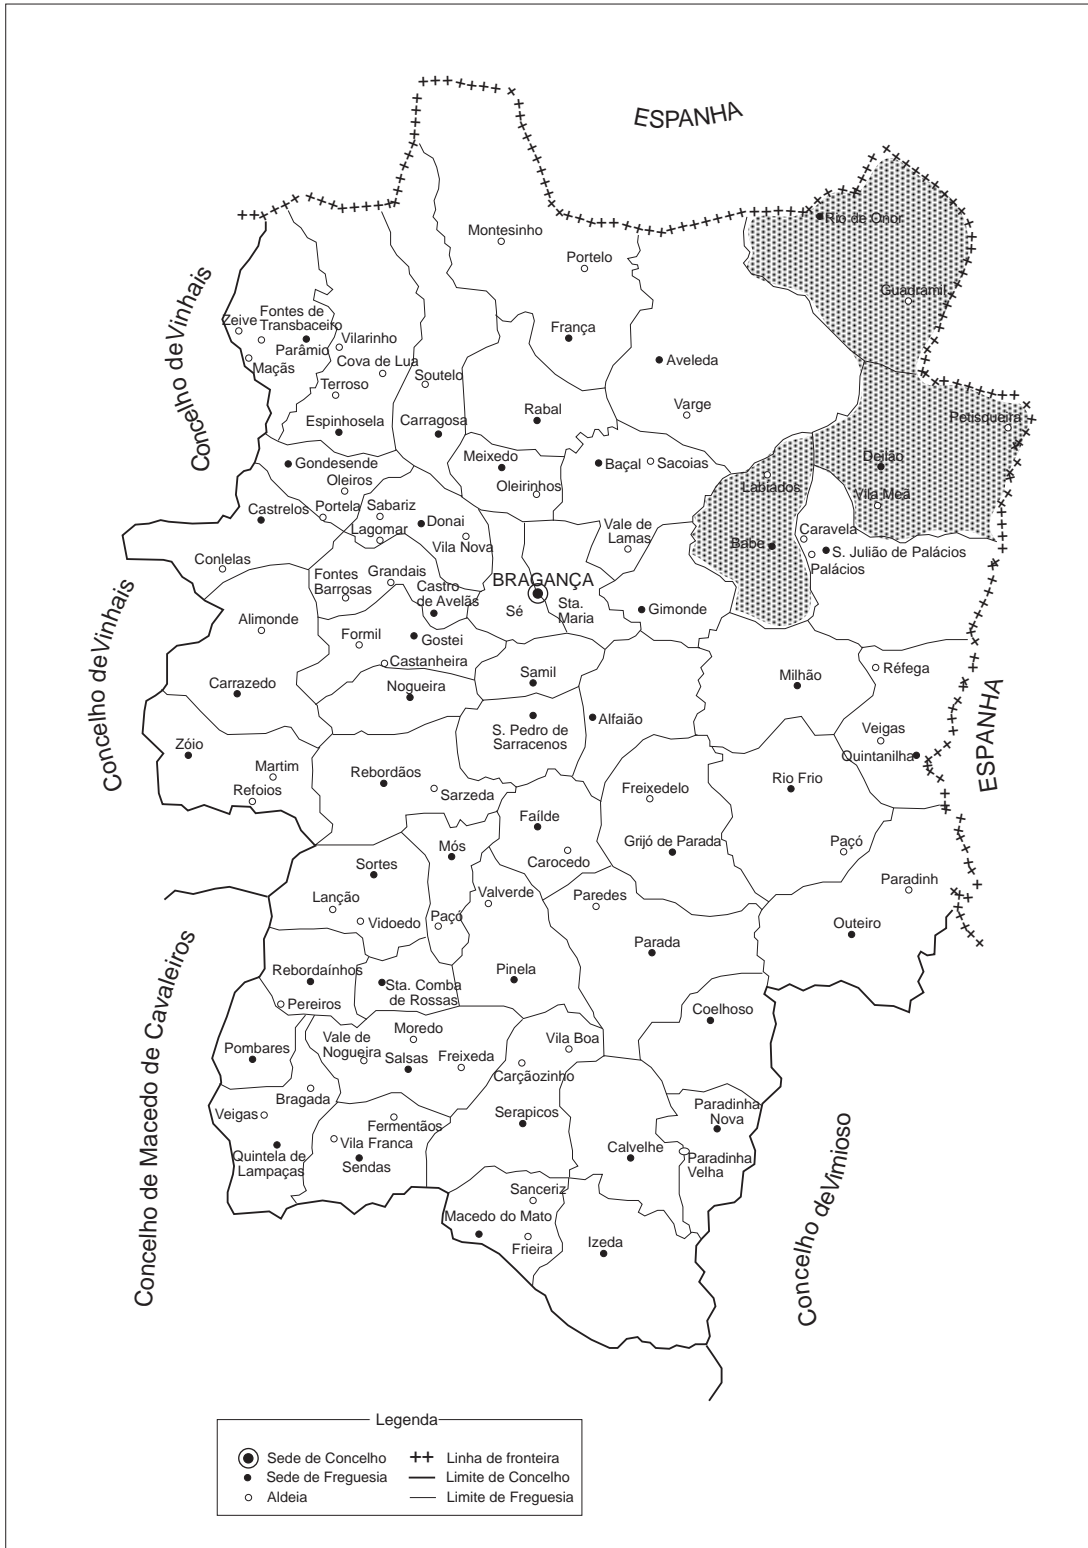 ESPANHA
Rio de Onor
Montesinho
Portelo
Guadramil
Concelho de Vinhais
Fontes de
Transbaceiro
Zeive
Parâmio
Vilarinho
França
Maçãs
Cova de Lua
Aveleda
Terroso
Soutelo
Espinhosela
Carragosa
Rabal
Varge
Petisqueira
Gondesende
Meixedo
Baçal
Sacoias
Deilão
Oleiros
Oleirinhos
Labiados
Vila Meã
Castrelos
Portela
Sabariz
Lagomar
Donai
Vila Nova
Vale de
Lamas
Caravela
Babe
S. Julião de Palácios
Palácios
Conlelas
Fontes
Barrosas
Grandais
BRAGANÇA
Castro
de Avelãs
Sé
Sta.
Maria
Gimonde
Concelho de Vinhais
Alimonde
Formil
Gostei
Castanheira
Samil
Milhão
Réfega
Carrazedo
Nogueira
S. Pedro de
Sarracenos
Alfaião
Veigas
Quintanilha
ESPANHA
Zóio
Martim
Refoios
Rebordãos
Sarzeda
Freixedelo
Rio Frio
Faílde
Mós
Carocedo
Grijó de Parada
Paçó
Sortes
Lanção
Valverde
Paredes
Paradinh
Vidoedo
Paçó
Parada
Outeiro
Concelho de Macedo de Cavaleiros
Rebordaínhos
Pereiros
Sta. Comba
de Rossas
Pinela
Coelhoso
Pombares
Vale de
Nogueira
Moredo
Salsas
Freixeda
Vila Boa
Carçãozinho
Bragada
Veigas
Fermentãos
Serapicos
Paradinha
Nova
Vila Franca
Calvelhe
Quintela de
Lampaças
Sendas
Paradinha
Velha
Concelho de Vimioso
Sanceriz
Macedo do Mato
Frieira
Izeda
Legenda
Sede de Concelho
Linha de fronteira
Sede de Freguesia
Limite de Concelho
Aldeia
Limite de Freguesia